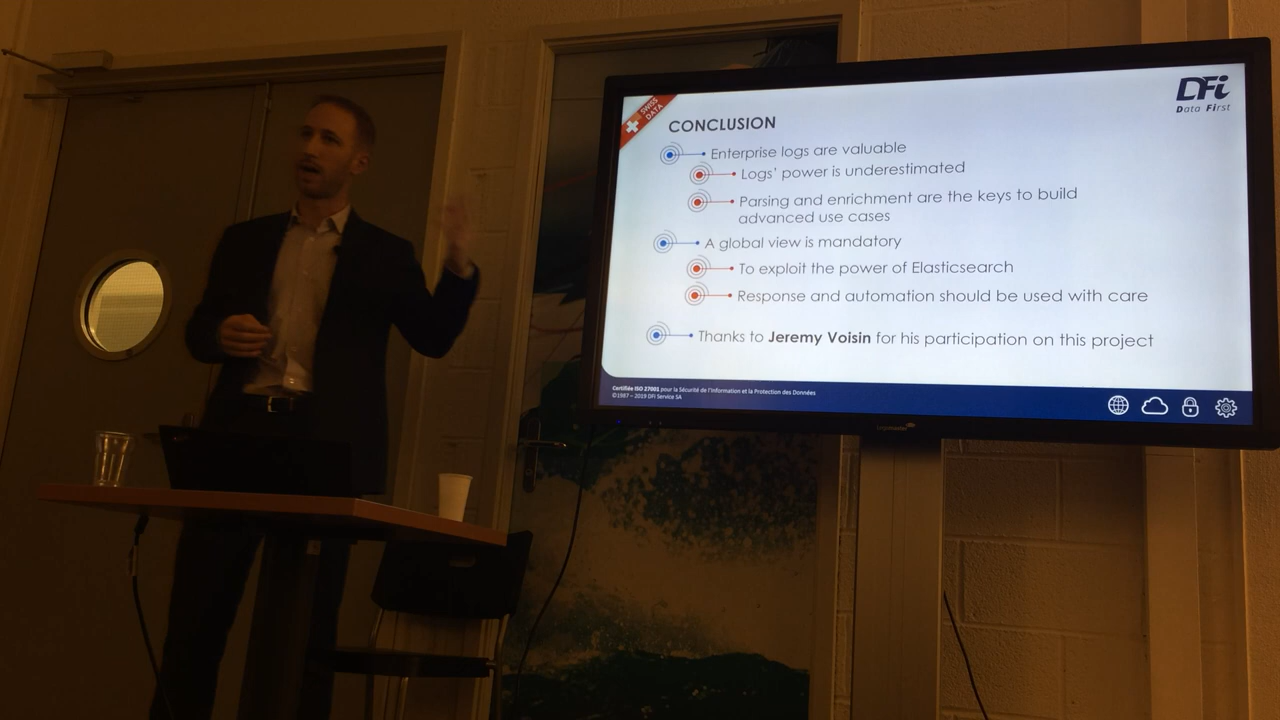 SWISS
DATA
DFi
Data First
CONCLUSION
Enterprise logs are valuable
Logs' power is underestimated
Parsing and enrichment are the keys to build
advanced use cases
A global view is mandatory
To exploit the power of Elasticsearch
Response and automation should be used with care
Thanks to Jeremy Voisin for his participation on this project
Certifiée ISO 27001 pour la Sécurité de l'Information et la Protection des Données
©1987 – 2019 DFI Service SA